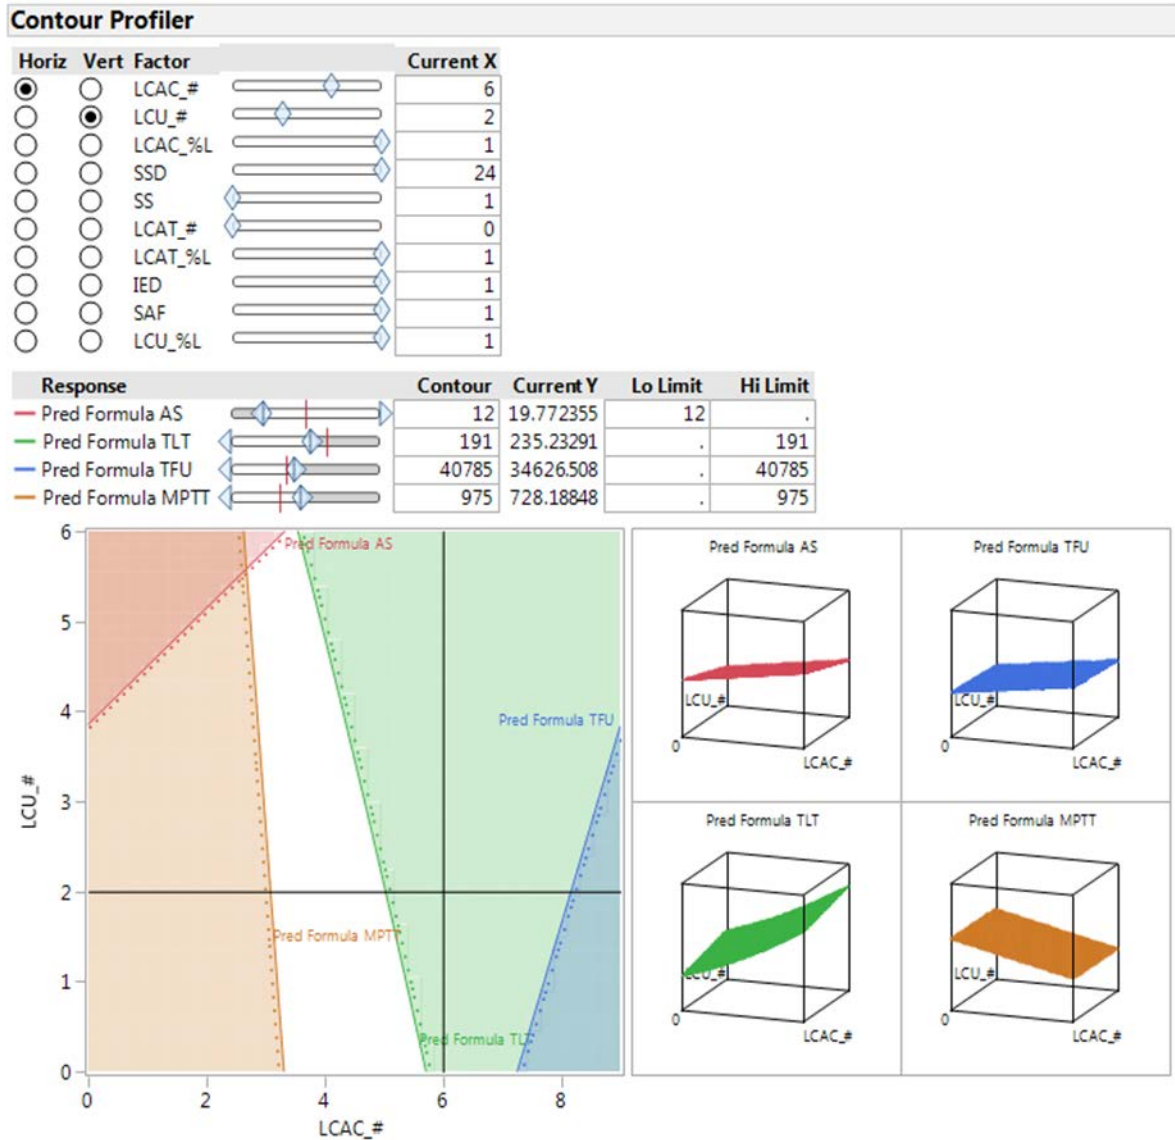 Contour Profiler
Horiz Vert Factor Current X
LCAC_# 6
LCU_# 2
LCAC_%L 1
SSD 24
SS 1
LCAT_# 0
LCAT_%L 1
IED 1
SAF 1
LCU_%L 1
Response Contour Current Y Lo Limit Hi Limit
Pred Formula AS 12 19.772355 12 .
Pred Formula TLT 191 235.23291 . 191
Pred Formula TFU 40785 34626.508 . 40785
Pred Formula MPTT 975 728.18848 . 975
6
5
4
3
2
1
0
LCU_#
Pred Formula AS
Pred Formula TFU
Pred Formula MPTT
Pred Formula TLT
0 2 4 6 8
LCAC_#
Pred Formula AS
LCU_#
0
LCAC_#
Pred Formula TFU
LCU_#
0
LCAC_#
Pred Formula TLT
LCU_#
0
LCAC_#
Pred Formula MPTT
LCU_#
0
LCAC_#